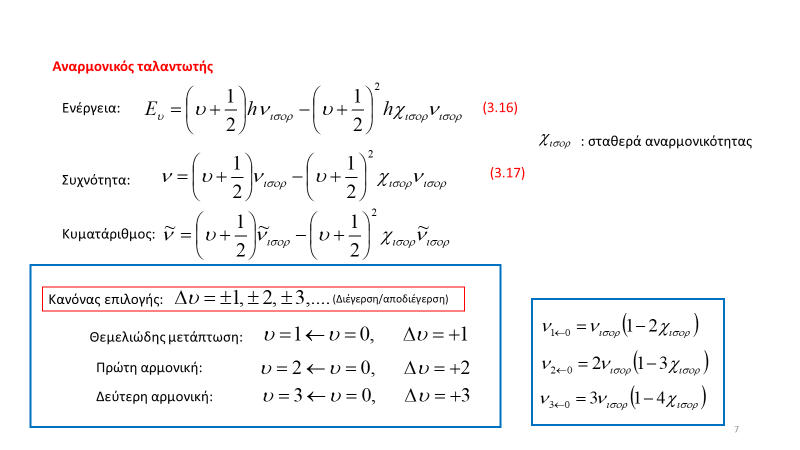 Αναρμονικός ταλαντωτής
Ενέργεια: E_υ = (υ + 1/2)hν_ισορ − (υ + 1/2)² hχ_ισορ ν_ισορ (3.16)
χ_ισορ : σταθερά αναρμονικότητας
Συχνότητα: ν = (υ + 1/2)ν_ισορ − (υ + 1/2)² χ_ισορ ν_ισορ (3.17)
Κυματάριθμος: ν̃ = (υ + 1/2)ν̃_ισορ − (υ + 1/2)² χ_ισορ ν̃_ισορ
Κανόνας επιλογής: Δυ = ±1, ± 2, ± 3,.... (Διέγερση/αποδιέγερση)
Θεμελιώδης μετάπτωση: υ = 1 ← υ = 0, Δυ = +1
Πρώτη αρμονική: υ = 2 ← υ = 0, Δυ = +2
Δεύτερη αρμονική: υ = 3 ← υ = 0, Δυ = +3
ν_1←0 = ν_ισορ (1 − 2χ_ισορ)
ν_2←0 = 2ν_ισορ (1 − 3χ_ισορ)
ν_3←0 = 3ν_ισορ (1 − 4χ_ισορ)
7